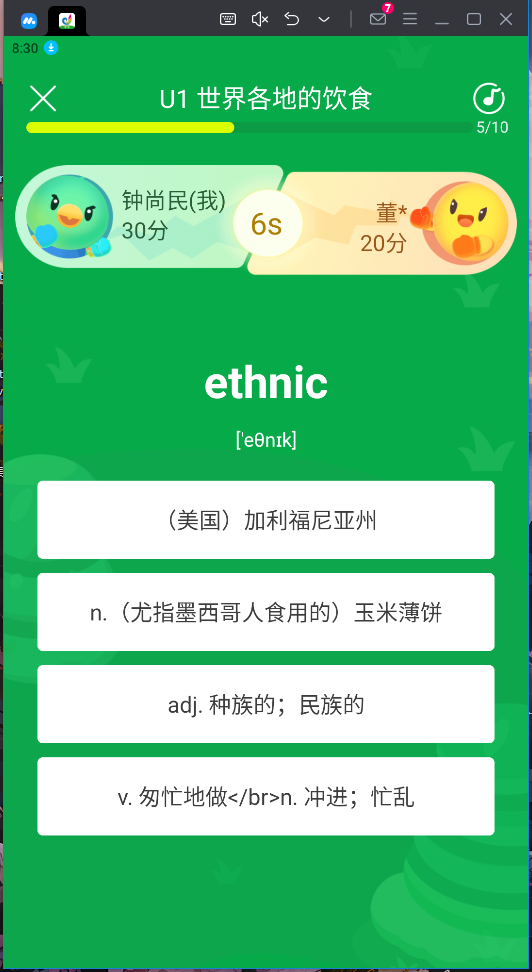 7
8:30
U1 世界各地的饮食
5/10
钟尚民(我)
30分
6s
董*
20分
ethnic
[ˈeθnɪk]
（美国）加利福尼亚州
n.（尤指墨西哥人食用的）玉米薄饼
adj. 种族的；民族的
v. 匆忙地做</br>n. 冲进；忙乱